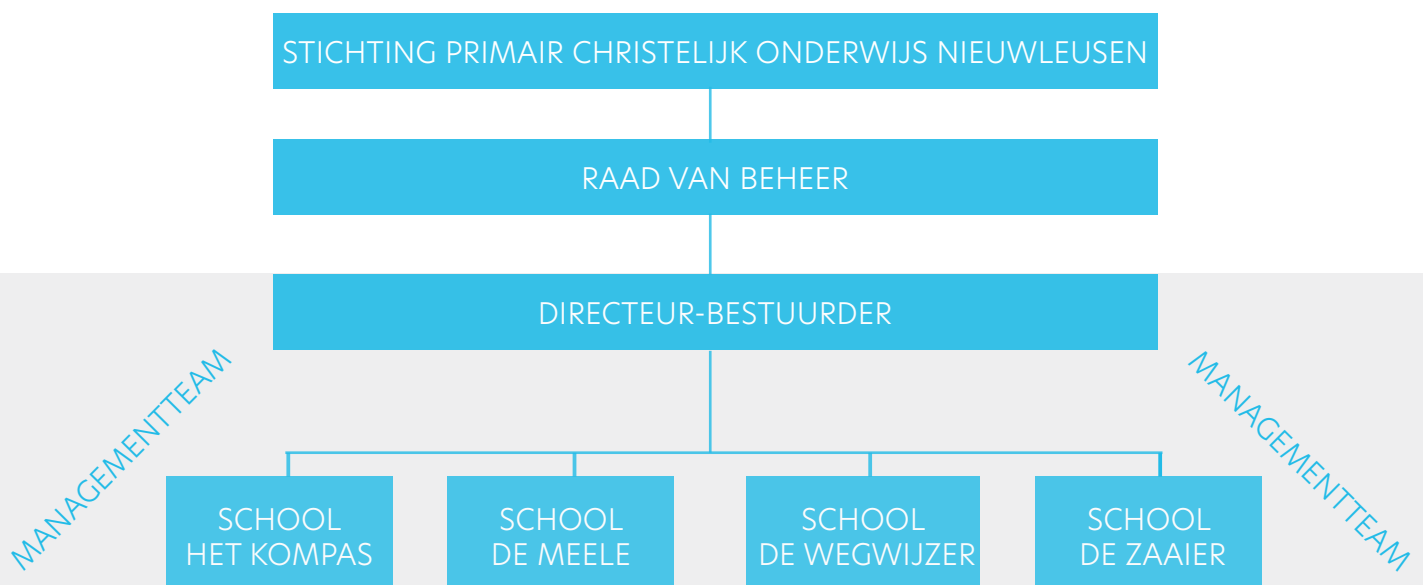 STICHTING PRIMAIR CHRISTELIJK ONDERWIJS NIEUWLEUSEN
RAAD VAN BEHEER
DIRECTEUR-BESTUURDER
MANAGEMENTTEAM
MANAGEMENTTEAM
SCHOOL
HET KOMPAS
SCHOOL
DE MEELE
SCHOOL
DE WEGWIJZER
SCHOOL
DE ZAAIER